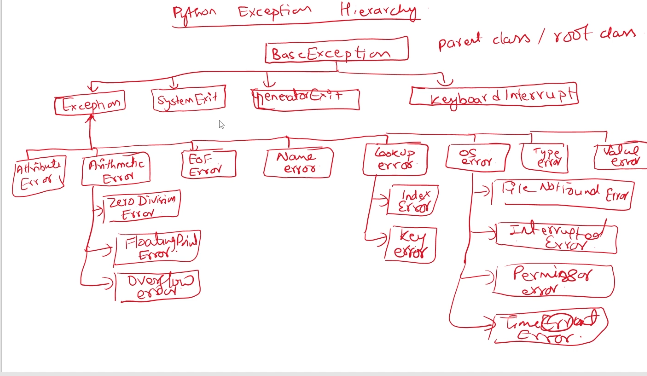 Python Exception Hierarchy
BaseException
parent class / root class
Exception
SystemExit
GeneratorExit
KeyboardInterrupt
Attribute
Error
Arithmetic
Error
EOF
Error
Name
error
Lookup
error
OS
error
Type
error
Value
error
Zero Division
Error
Floating Point
Error
Overflow
error
Index
Error
Key
error
File NotFound Error
Interrupted
Error
Permission
error
Error.